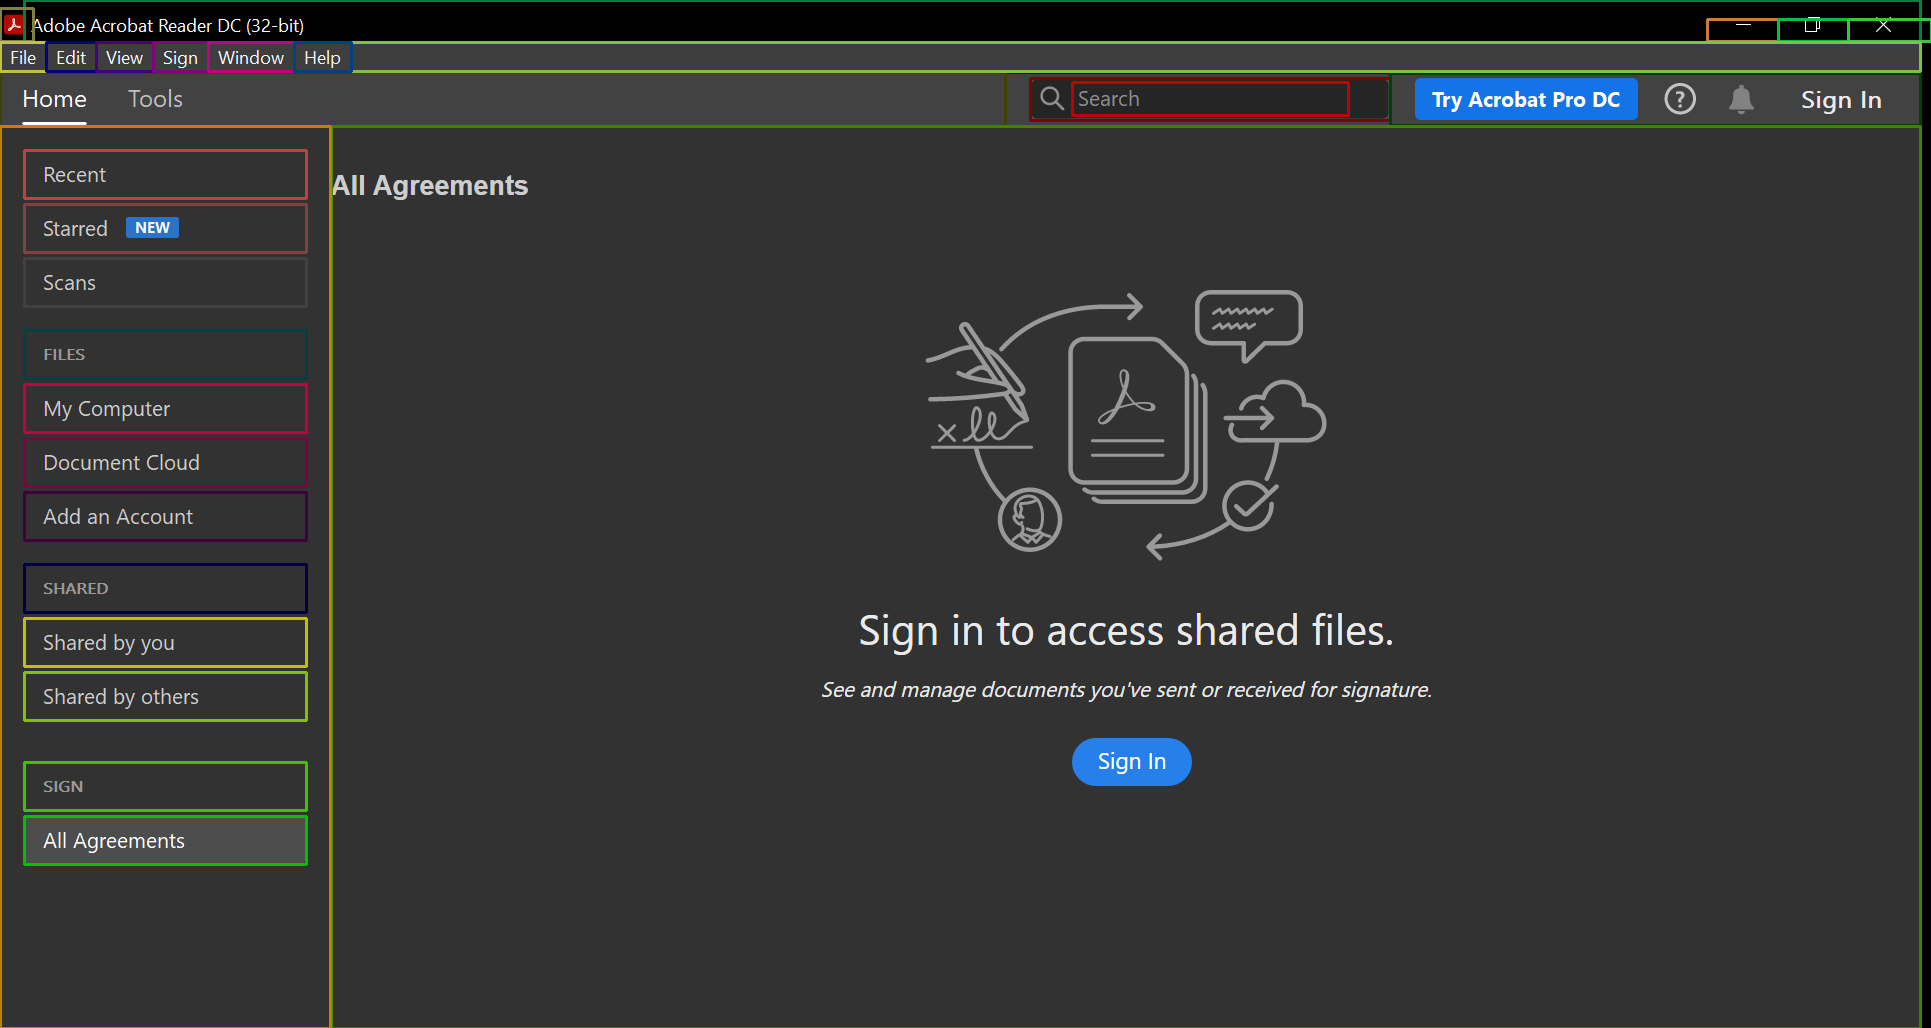 Adobe Acrobat Reader DC (32-bit)
File Edit View Sign Window Help
Home Tools Search Try Acrobat Pro DC ? Sign In
Recent
Starred NEW
Scans
FILES
My Computer
Document Cloud
Add an Account
SHARED
Shared by you
Shared by others
SIGN
All Agreements
All Agreements
Sign in to access shared files.
See and manage documents you've sent or received for signature.
Sign In